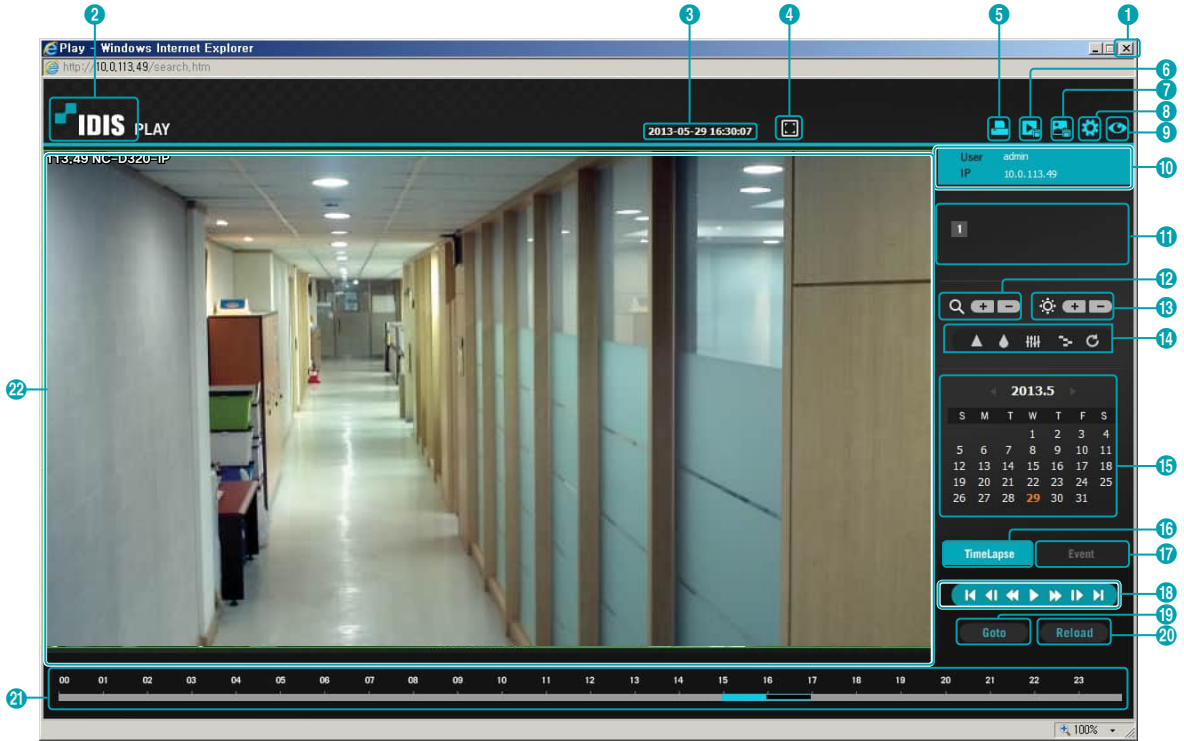 2 3 4 5 1
Play - Windows Internet Explorer
http://10.0.113.49/search.htm
6
7
8
9
IDIS PLAY
2013-05-29 16:30:07
113.49 NC-D320-IP
User admin
IP 10.0.113.49
10
1
11
12
13
14
2013.5
S M T W T F S
1 2 3 4
5 6 7 8 9 10 11
12 13 14 15 16 17 18
19 20 21 22 23 24 25
26 27 28 29 30 31
15
22
16
TimeLapse Event
17
18
19
Goto Reload
20
00 01 02 03 04 05 06 07 08 09 10 11 12 13 14 15 16 17 18 19 20 21 22 23
21
100%